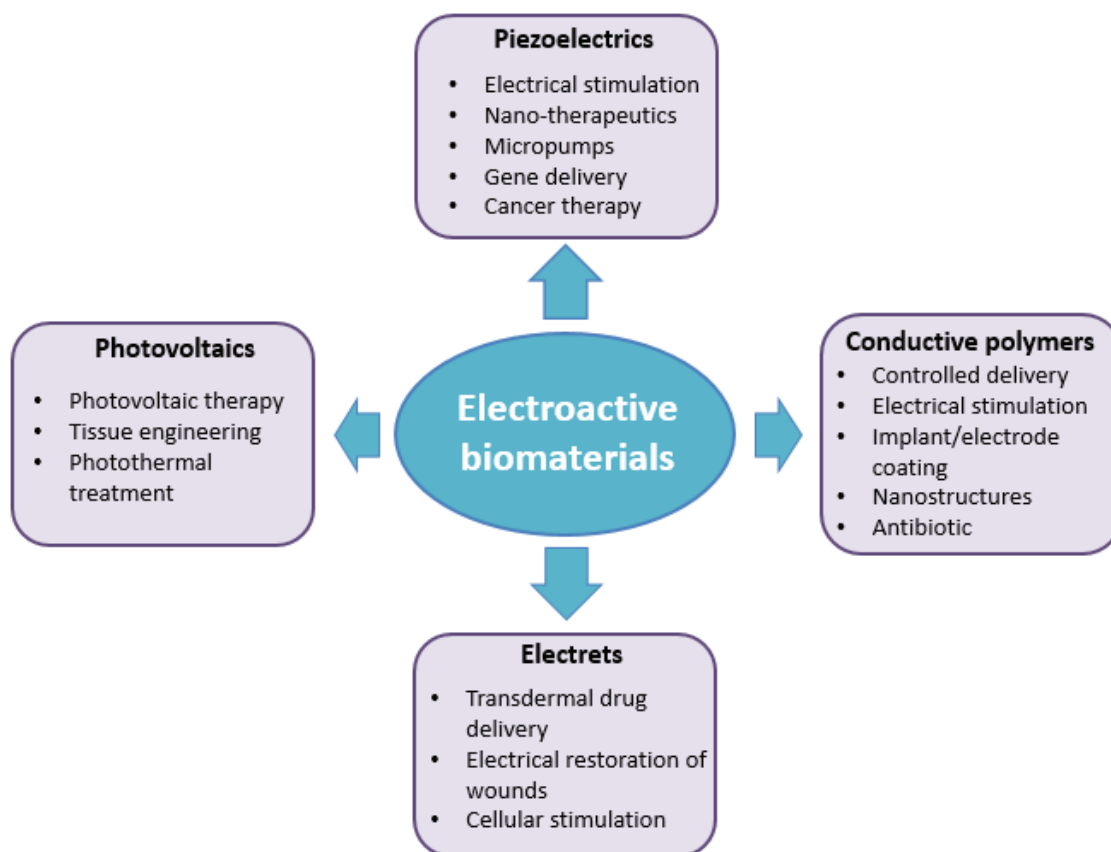 Piezoelectrics
• Electrical stimulation
• Nano-therapeutics
• Micropumps
• Gene delivery
• Cancer therapy
Photovoltaics
• Photovoltaic therapy
• Tissue engineering
• Photothermal
treatment
Electroactive
biomaterials
Conductive polymers
• Controlled delivery
• Electrical stimulation
• Implant/electrode
coating
• Nanostructures
• Antibiotic
Electrets
• Transdermal drug
delivery
• Electrical restoration of
wounds
• Cellular stimulation